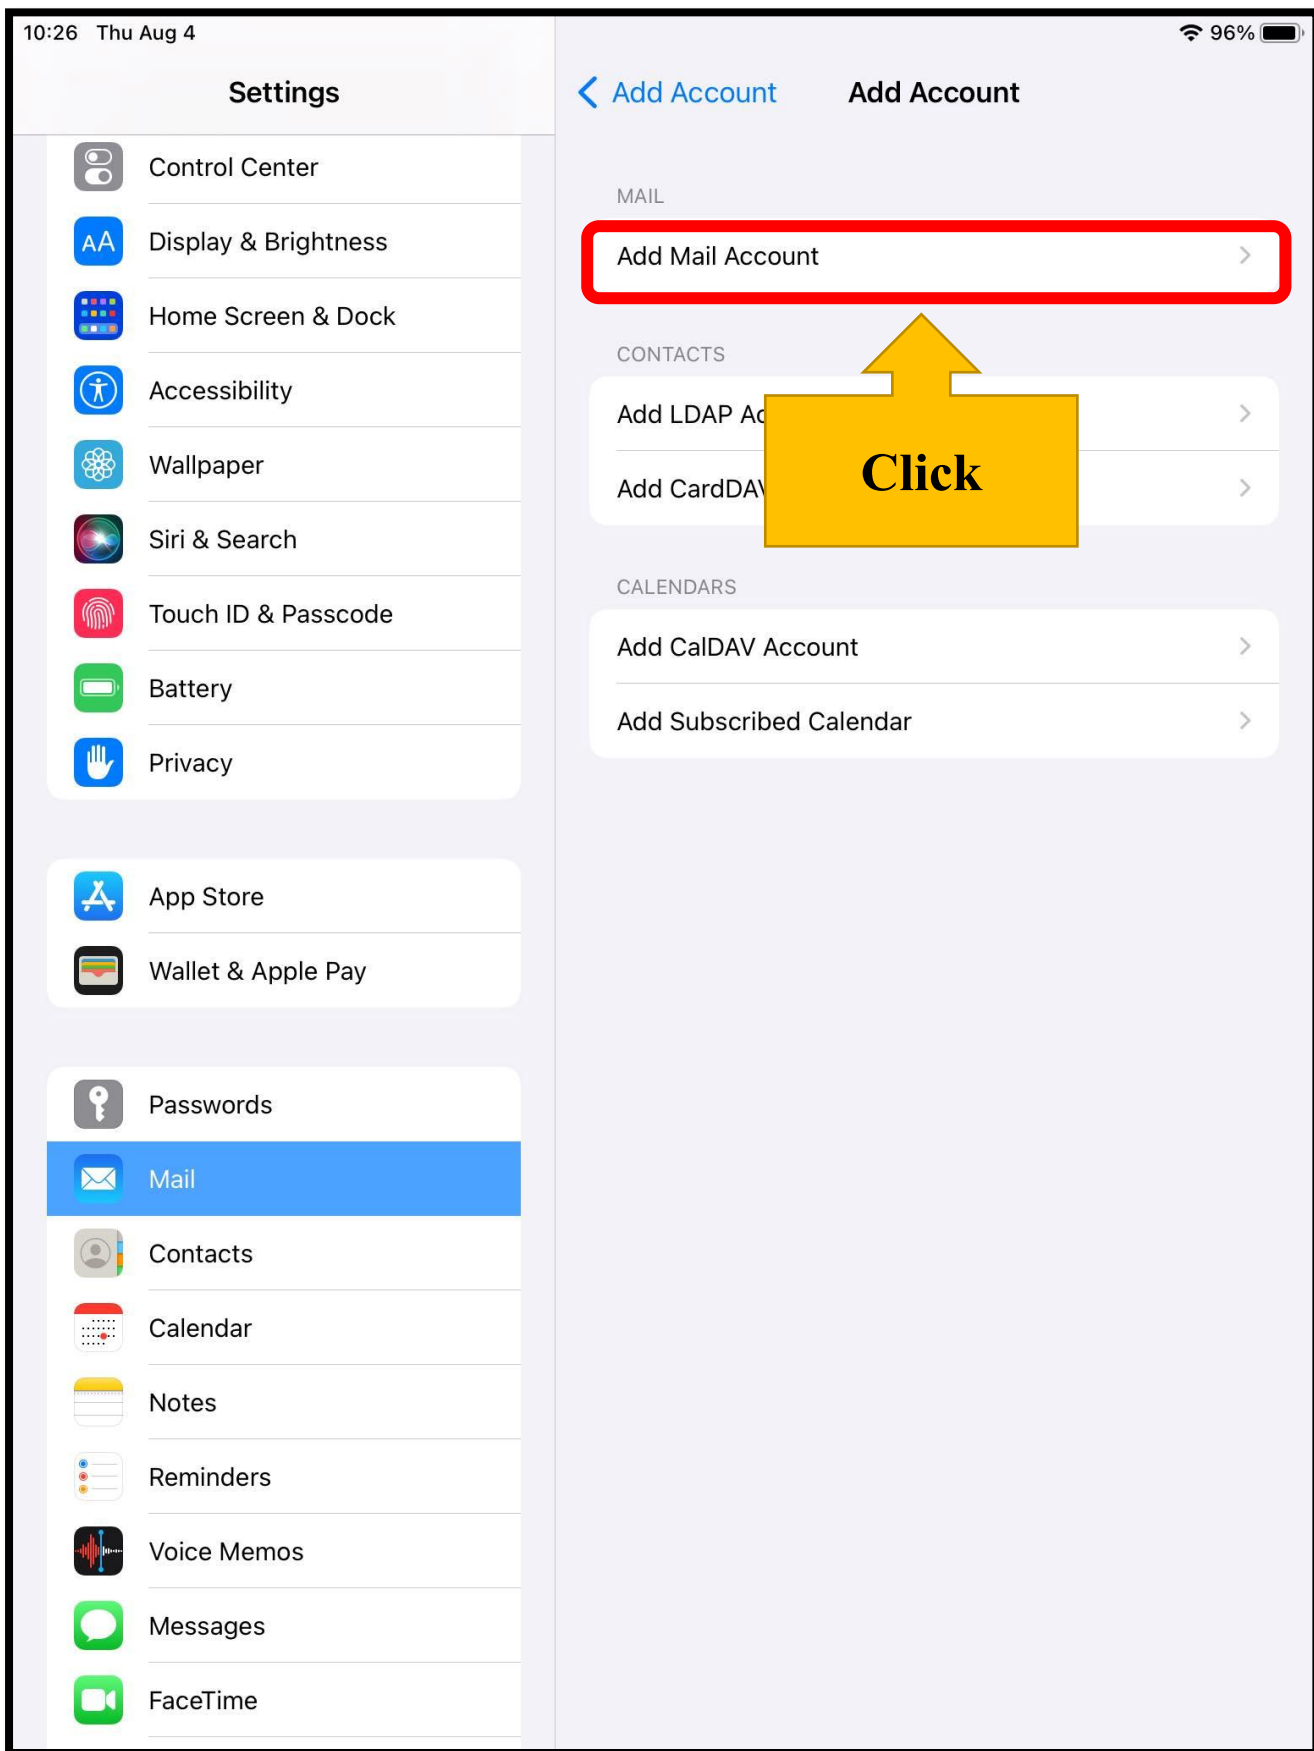 10:26 Thu Aug 4
96%
Settings
Control Center
Display & Brightness
Home Screen & Dock
Accessibility
Wallpaper
Siri & Search
Touch ID & Passcode
Battery
Privacy
App Store
Wallet & Apple Pay
Passwords
Mail
Contacts
Calendar
Notes
Reminders
Voice Memos
Messages
FaceTime
Add Account Add Account
MAIL
Add Mail Account
CONTACTS
Add LDAP
Add CardDAV
Click
CALENDARS
Add CalDAV Account
Add Subscribed Calendar